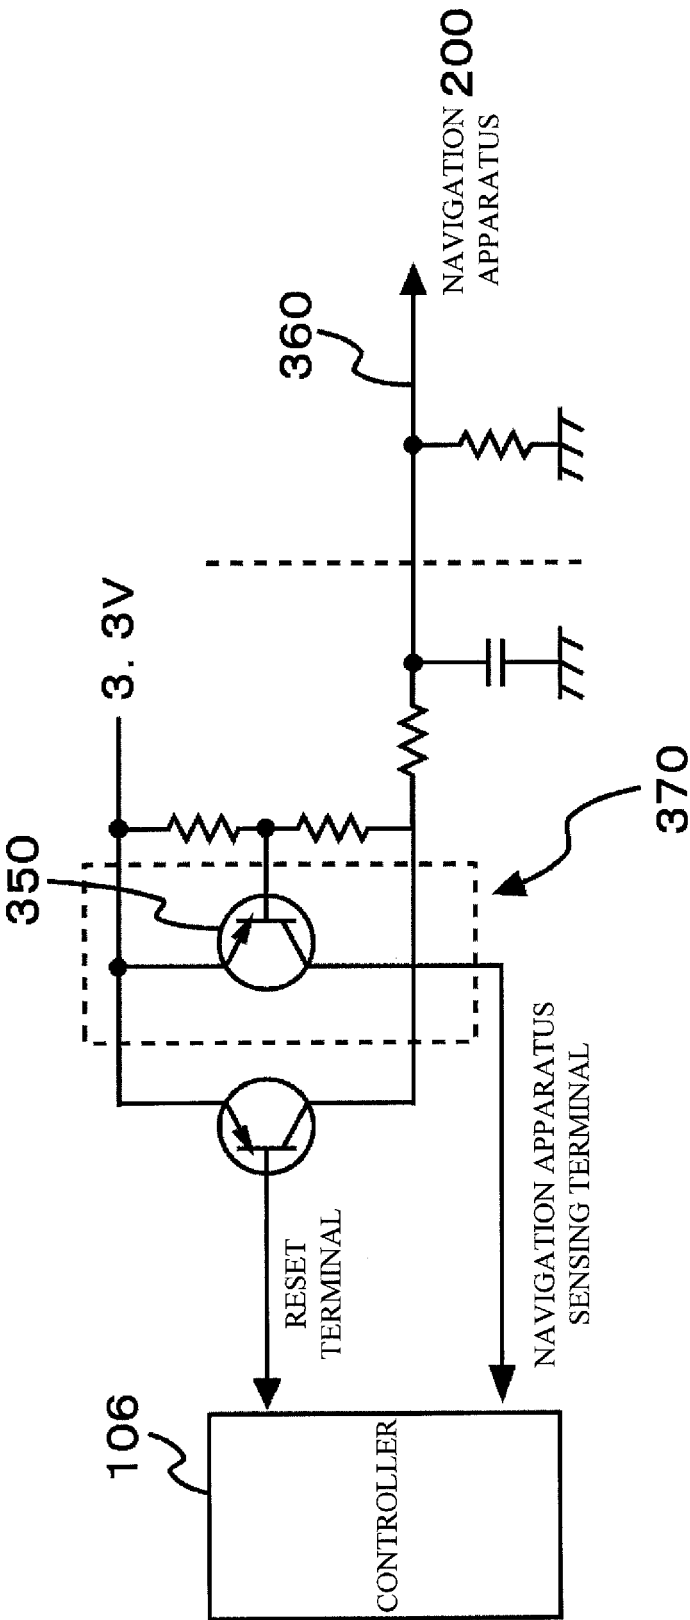 106
CONTROLLER
RESET
TERMINAL
NAVIGATION APPARATUS
SENSING TERMINAL
350
3. 3V
370
360
NAVIGATION 200
APPARATUS